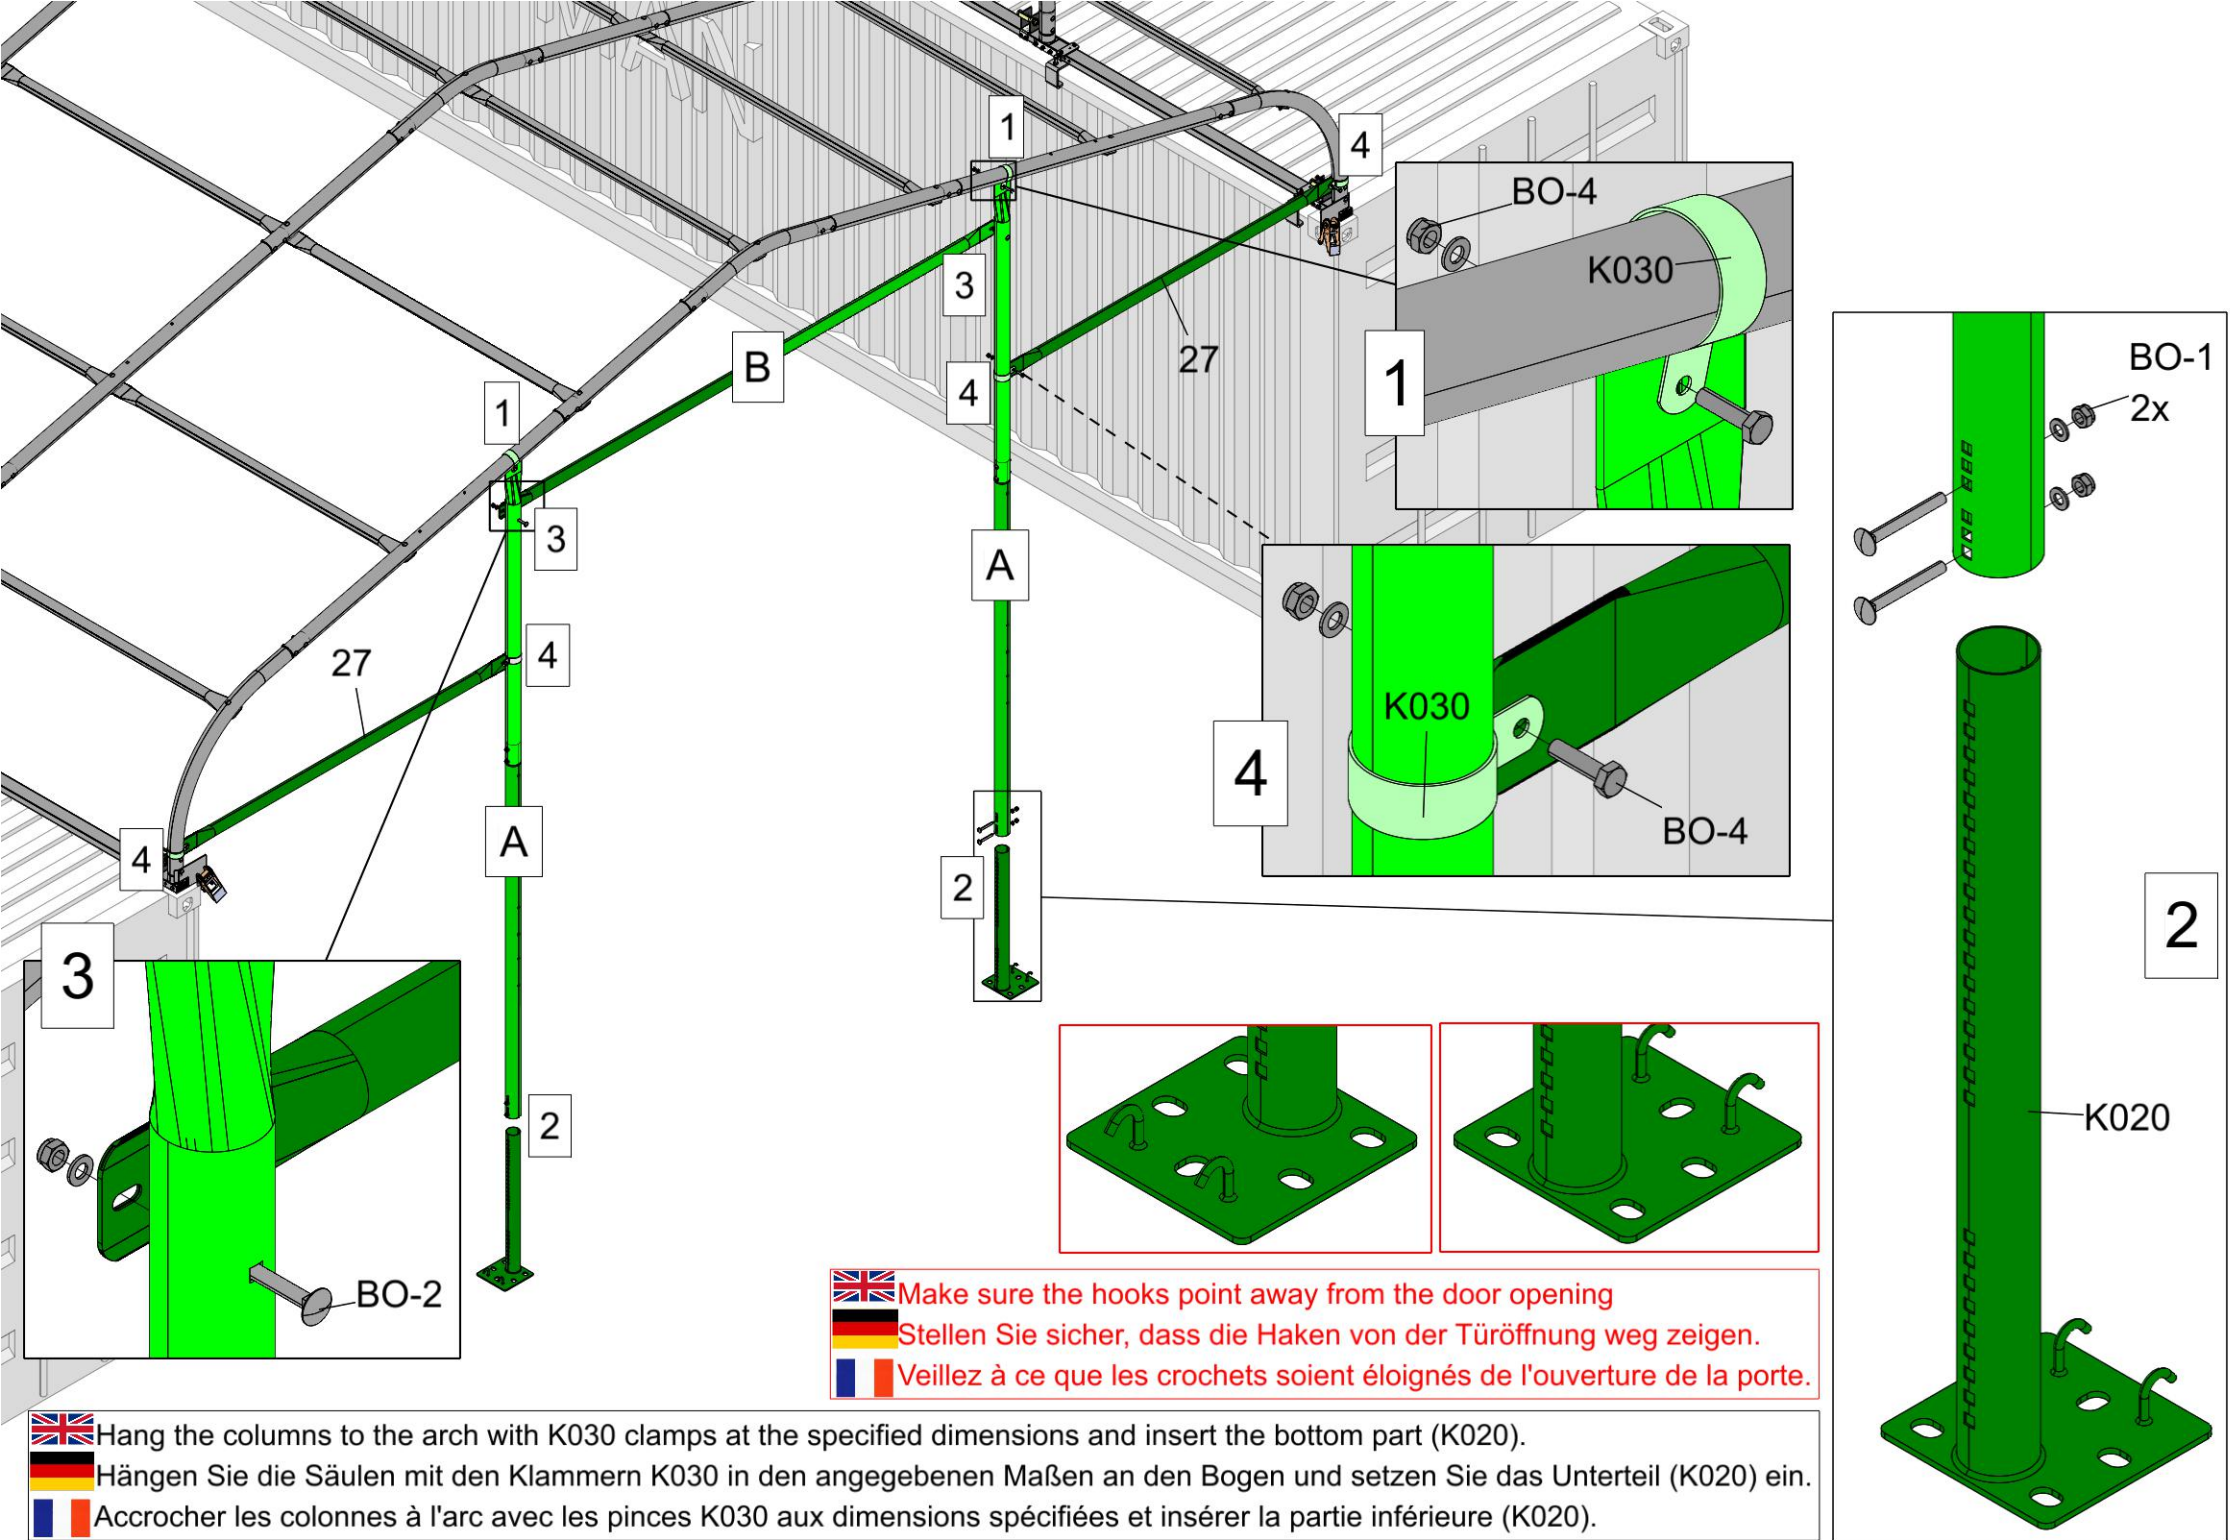 1
4
BO-4
K030
1
3
27
B
4
1
BO-1
2x
3
A
4
27
K030
4
BO-4
A
4
2
2
3
2
K020
BO-2
Make sure the hooks point away from the door opening
Stellen Sie sicher, dass die Haken von der Türöffnung weg zeigen.
Veillez à ce que les crochets soient éloignés de l'ouverture de la porte.
Hang the columns to the arch with K030 clamps at the specified dimensions and insert the bottom part (K020).
Hängen Sie die Säulen mit den Klammern K030 in den angegebenen Maßen an den Bogen und setzen Sie das Unterteil (K020) ein.
Accrocher les colonnes à l'arc avec les pinces K030 aux dimensions spécifiées et insérer la partie inférieure (K020).